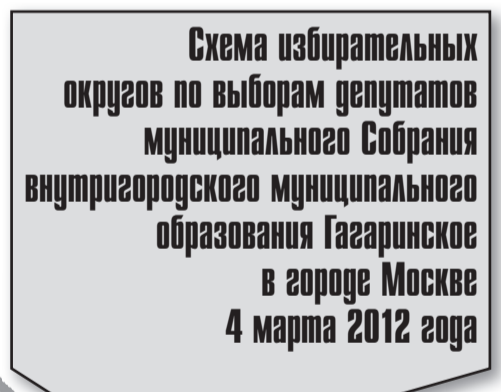 Схема избирательных
округов по выборам депутатов
муниципального Собрания
внутригородского муниципального
образования Гагаринское
в городе Москве
4 марта 2012 года